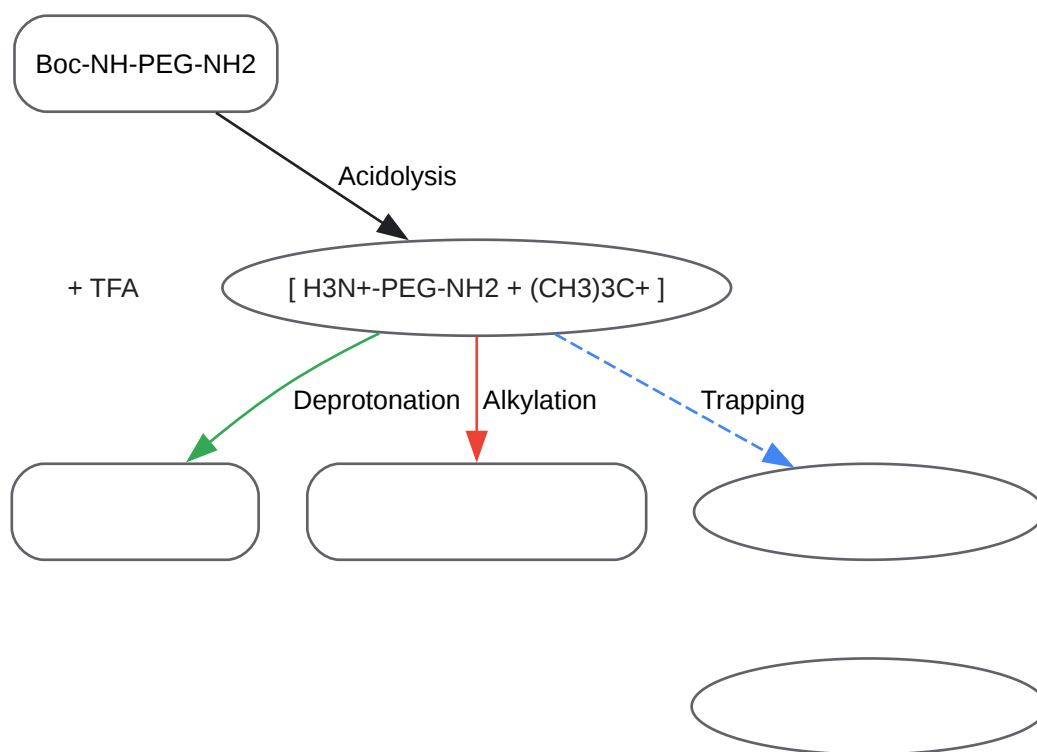 Boc-NH-PEG-NH2
Acidolysis
+ TFA
[ H3N+-PEG-NH2 + (CH3)3C+ ]
Deprotonation
Alkylation
Trapping